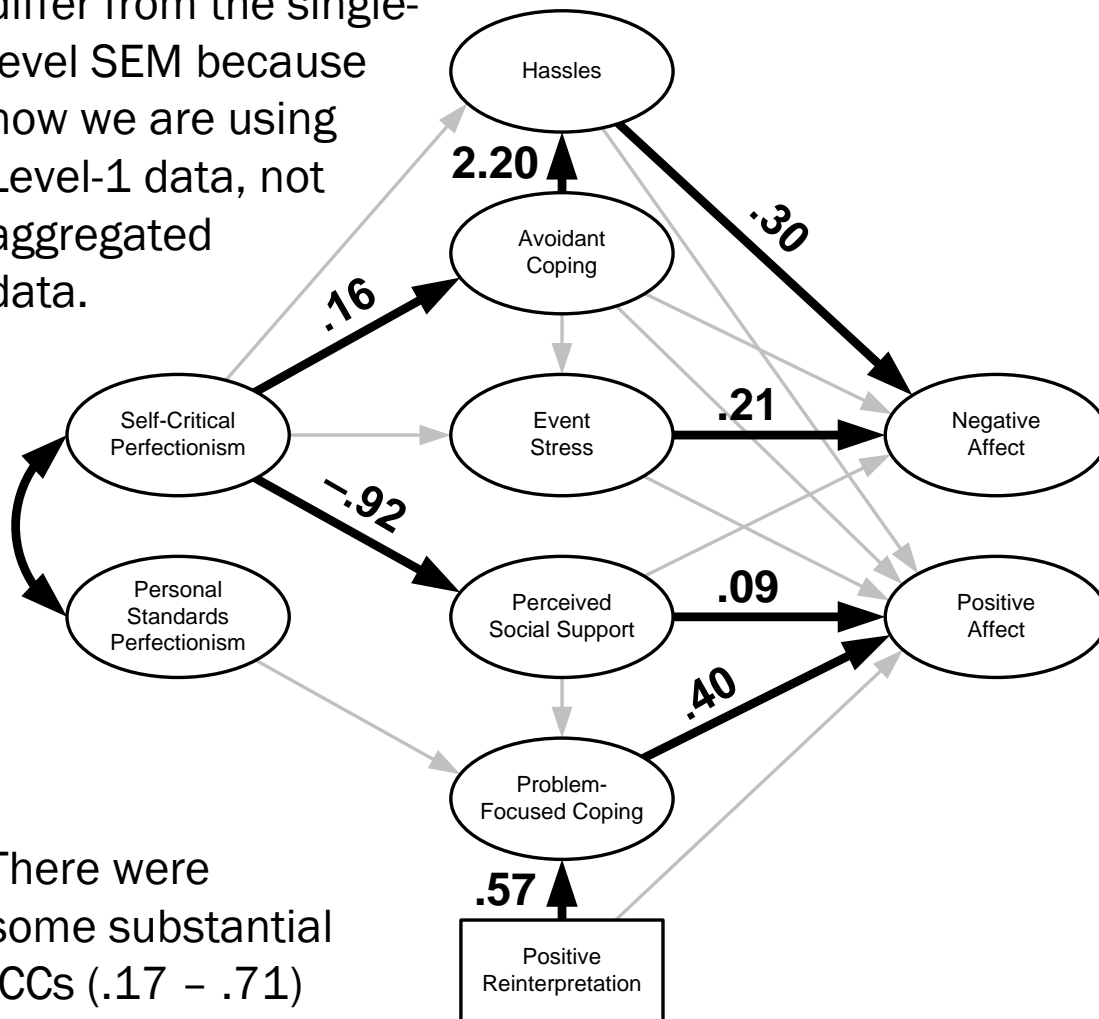 differ from the single-
level SEM because
now we are using
Level-1 data, not
aggregated
data.
Hassles
2.20
.30
Avoidant
Coping
.16
Self-Critical
Perfectionism
Event
Stress
.21
Negative
Affect
–.92
Personal
Standards
Perfectionism
Perceived
Social Support
.09
Positive
Affect
.40
Problem-
Focused Coping
.57
Positive
Reinterpretation
There were
some substantial
ICCs (.17 – .71)